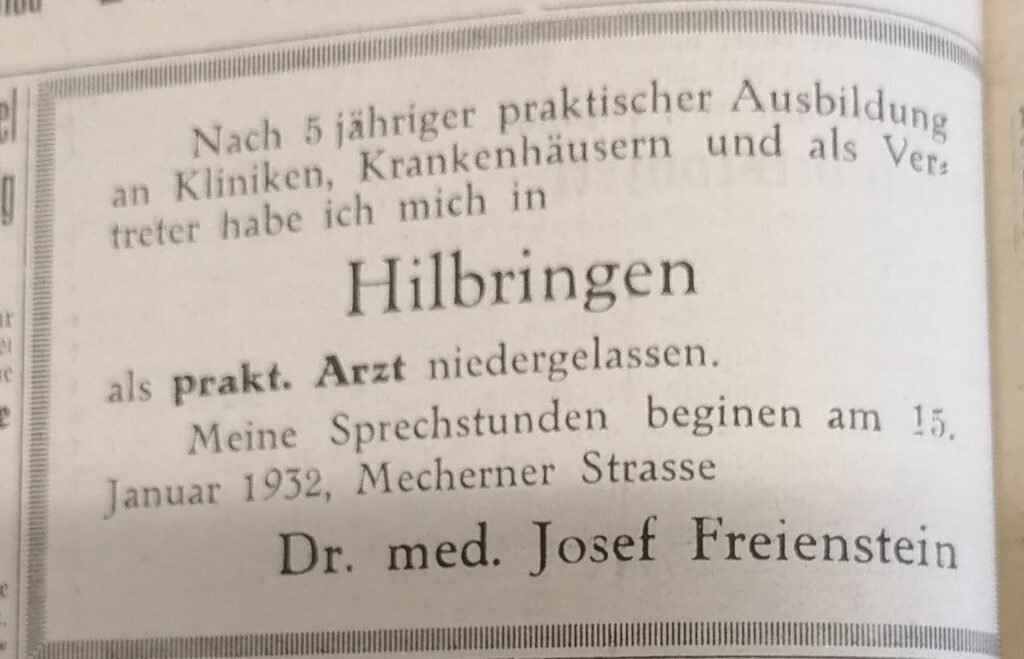 Nach 5 jähriger praktischer Ausbildung
an Kliniken, Krankenhäusern und als Ver⸗
treter habe ich mich in
Hilbringen
als prakt. Arzt niedergelassen.
Meine Sprechstunden beginen am 15.
Januar 1932, Mecherner Strasse
Dr. med. Josef Freienstein